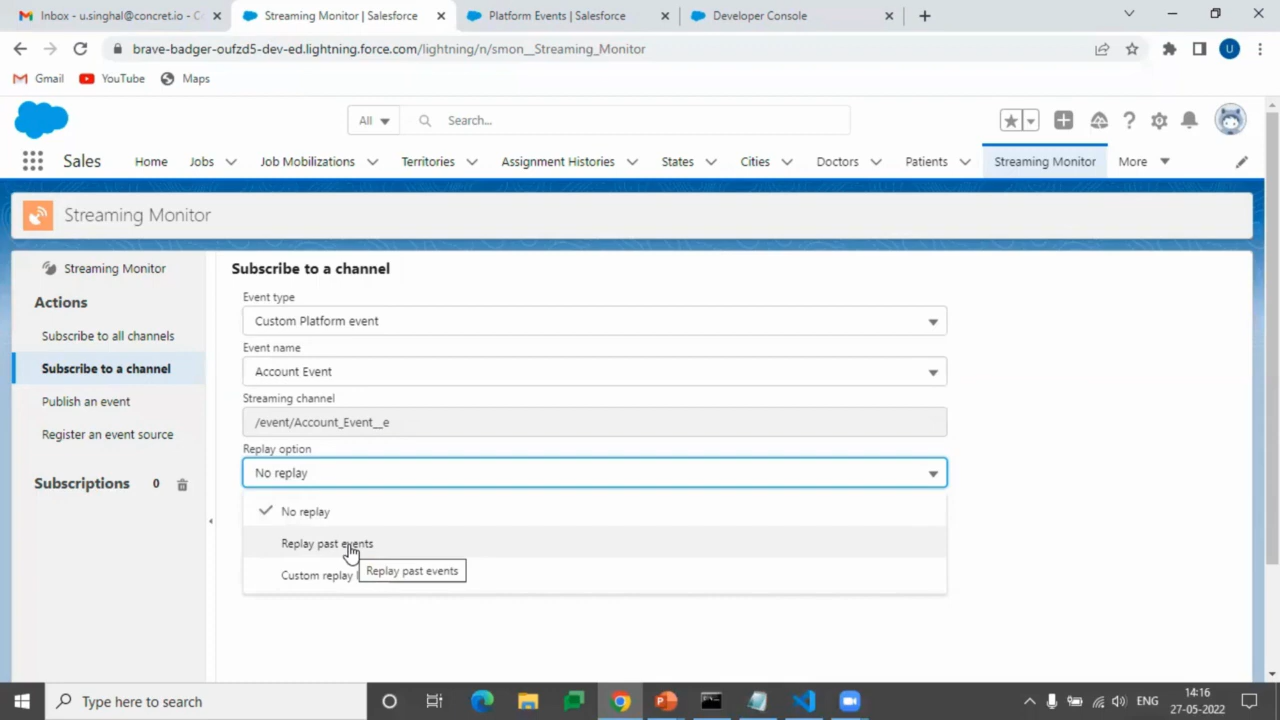 Inbox - u.singhal@concret.io - C
Streaming Monitor | Salesforce
Platform Events | Salesforce
Developer Console
brave-badger-oufzd5-dev-ed.lightning.force.com/lightning/n/smon__Streaming_Monitor
U
Gmail
YouTube
Maps
All
Search...
Sales
Home
Jobs
Job Mobilizations
Territories
Assignment Histories
States
Cities
Doctors
Patients
Streaming Monitor
More
Streaming Monitor
Streaming Monitor
Actions
Subscribe to all channels
Subscribe to a channel
Publish an event
Register an event source
Subscriptions 0
Subscribe to a channel
Event type
Custom Platform event
Event name
Account Event
Streaming channel
/event/Account_Event__e
Replay option
No replay
No replay
Replay past events
Replay past events
Custom replay
Type here to search
ENG
14:16
27-05-2022